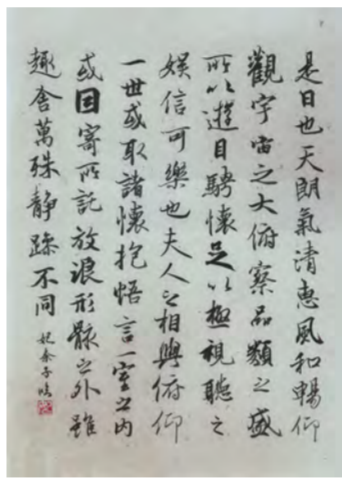 是日也天朗氣清惠風和暢仰
觀宇宙之大俯察品類之盛
所以遊目騁懷足以極視聽之
娱信可樂也夫人之相與俯仰
一世或取諸懷抱悟言一室之内
或因寄所託放浪形骸之外雖
趣舍萬殊静躁不同